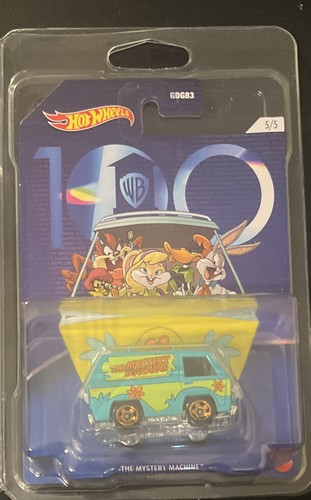 HOT WHEELS
GDG83
5/5
100
WB
THE MYSTERY MACHINE
THE MYSTERY MACHINE